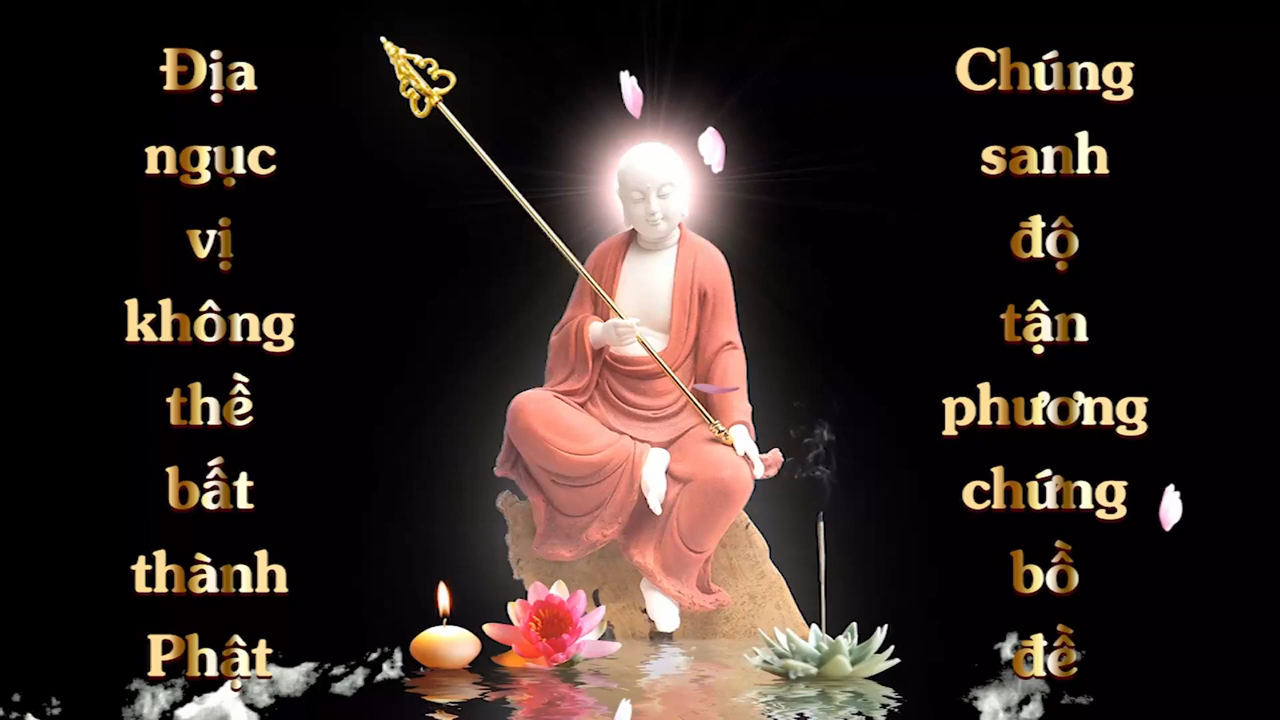 Địa
ngục
vị
không
thề
bất
thành
Phật
Chúng
sanh
độ
tận
phương
chứng
bồ
đề